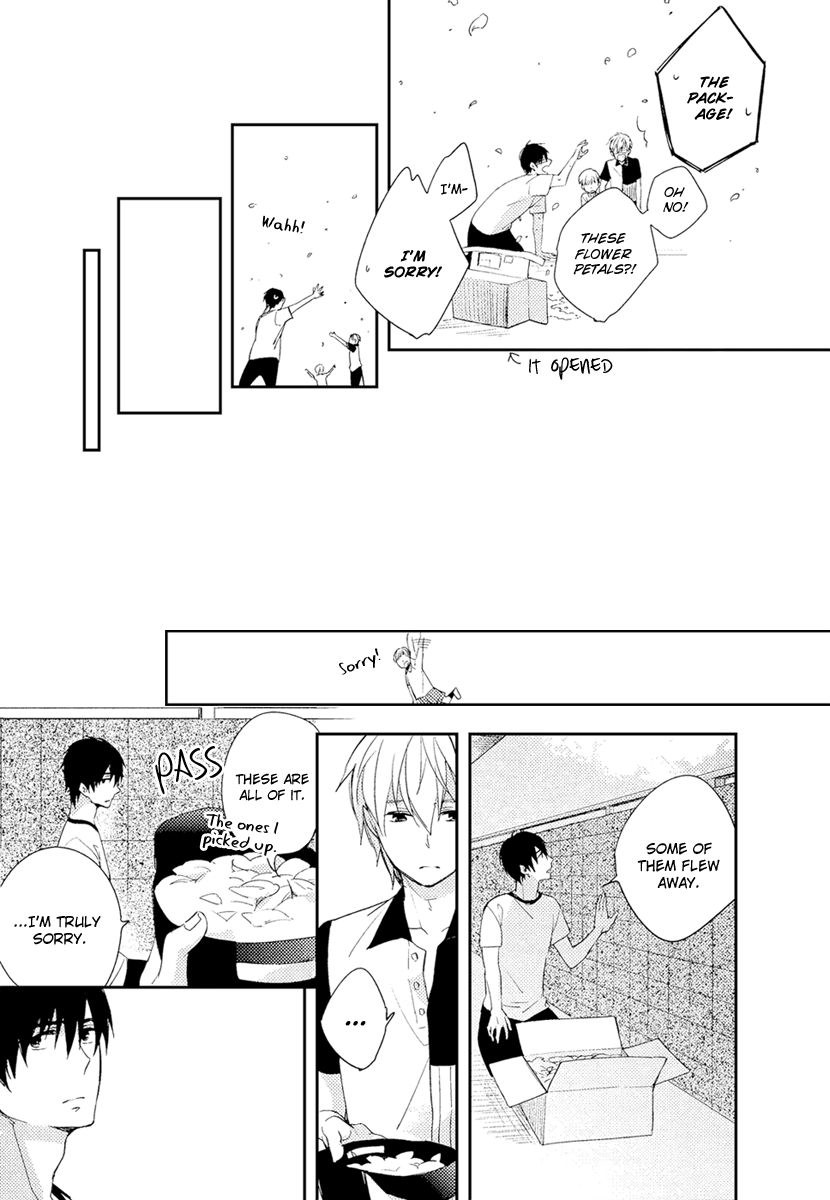 THE
PACK-
AGE!
OH
NO!
THESE
FLOWER
PETALS?!
I'M-
I'M
SORRY!
IT OPENED
Wahh!
Sorry!
SOME OF
THEM FLEW
AWAY.
...
THESE ARE
ALL OF IT.
The ones I
picked up.
PASS
...I'M TRULY
SORRY.